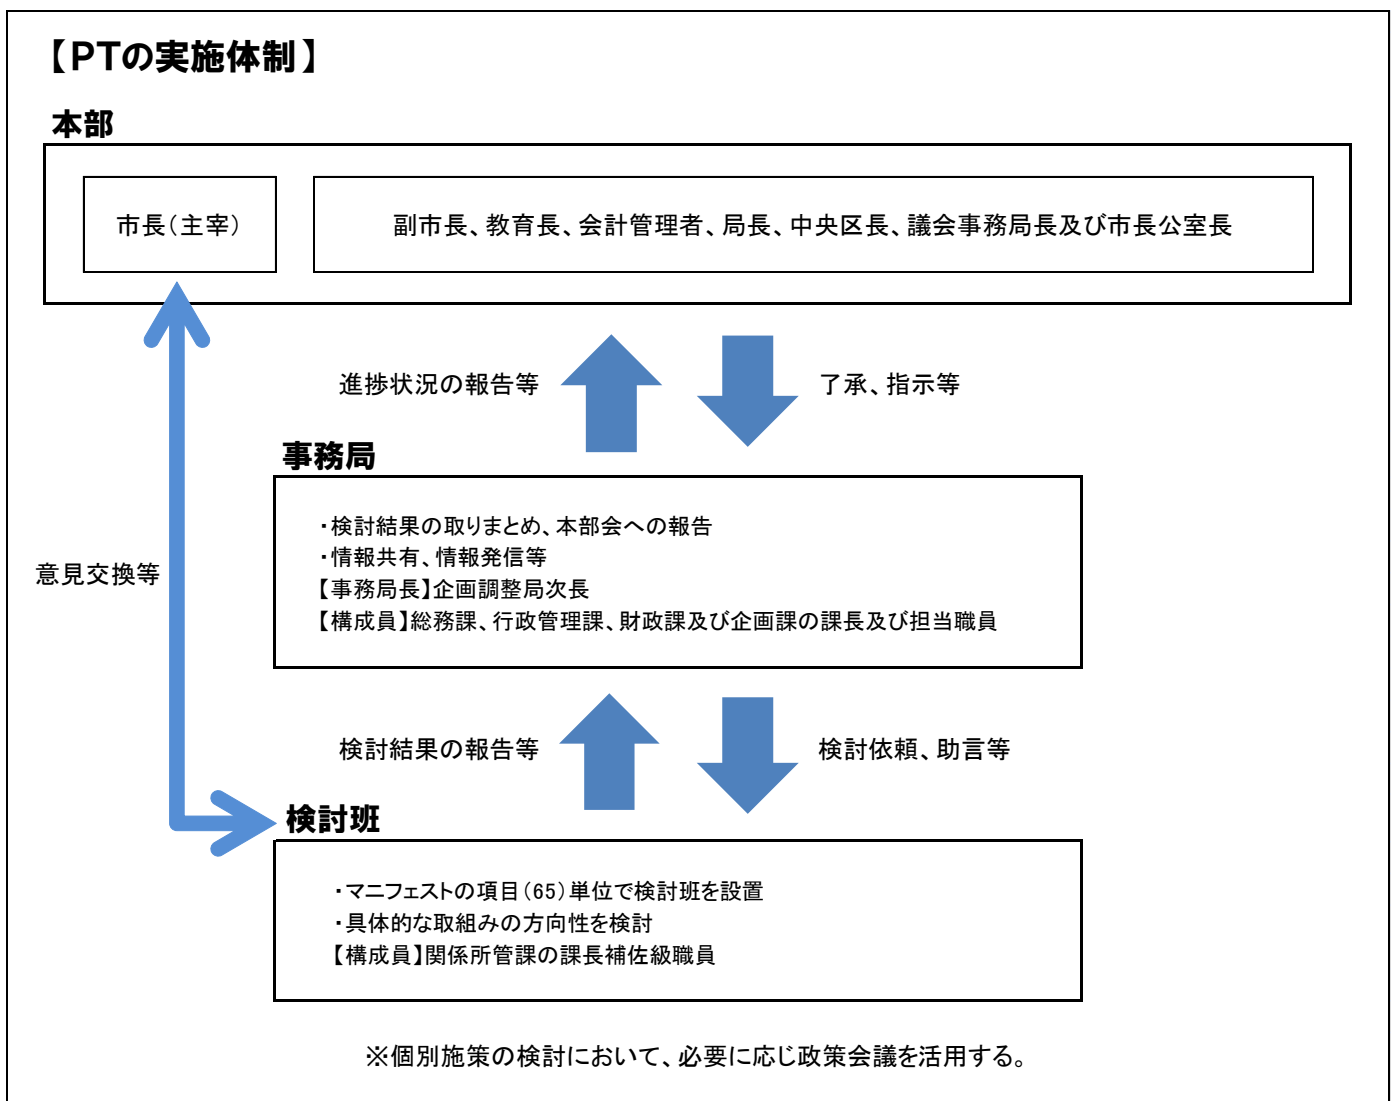 【PTの実施体制】
本部
市長(主宰)
副市長、教育長、会計管理者、局長、中央区長、議会事務局長及び市長公室長
進捗状況の報告等
了承、指示等
事務局
・検討結果の取りまとめ、本部会への報告
・情報共有、情報発信等
【事務局長】企画調整局次長
【構成員】総務課、行政管理課、財政課及び企画課の課長及び担当職員
意見交換等
検討結果の報告等
検討依頼、助言等
検討班
・マニフェストの項目(65)単位で検討班を設置
・具体的な取組みの方向性を検討
【構成員】関係所管課の課長補佐級職員
※個別施策の検討において、必要に応じ政策会議を活用する。